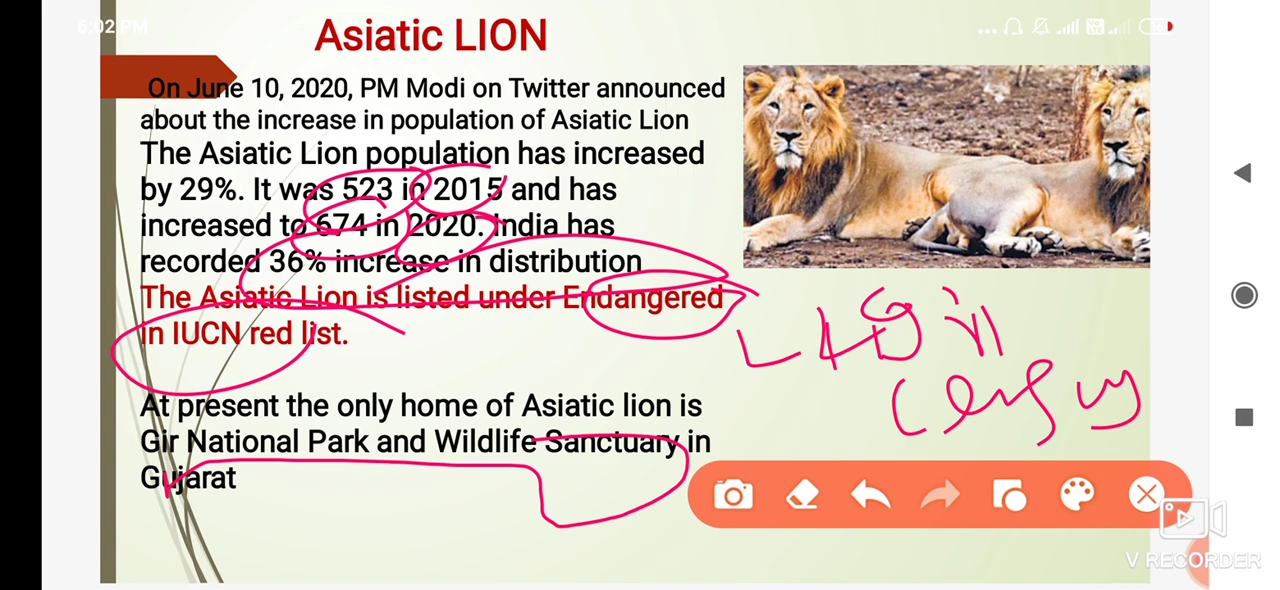 6:02 PM
Asiatic LION
On June 10, 2020, PM Modi on Twitter announced
about the increase in population of Asiatic Lion
The Asiatic Lion population has increased
by 29%. It was 523 in 2015 and has
increased to 674 in 2020. India has
recorded 36% increase in distribution
The Asiatic Lion is listed under Endangered
in IUCN red list.
At present the only home of Asiatic lion is
Gir National Park and Wildlife Sanctuary in
Gujarat
Lion
Census
V RECORDER